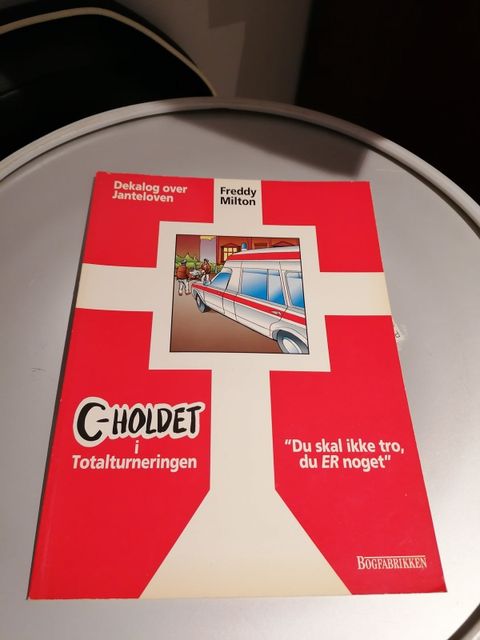 Dekalog over
Janteloven
Freddy
Milton
C-HOLDET
i
Totalturneringen
"Du skal ikke tro,
du ER noget"
BOGFABRIKKEN